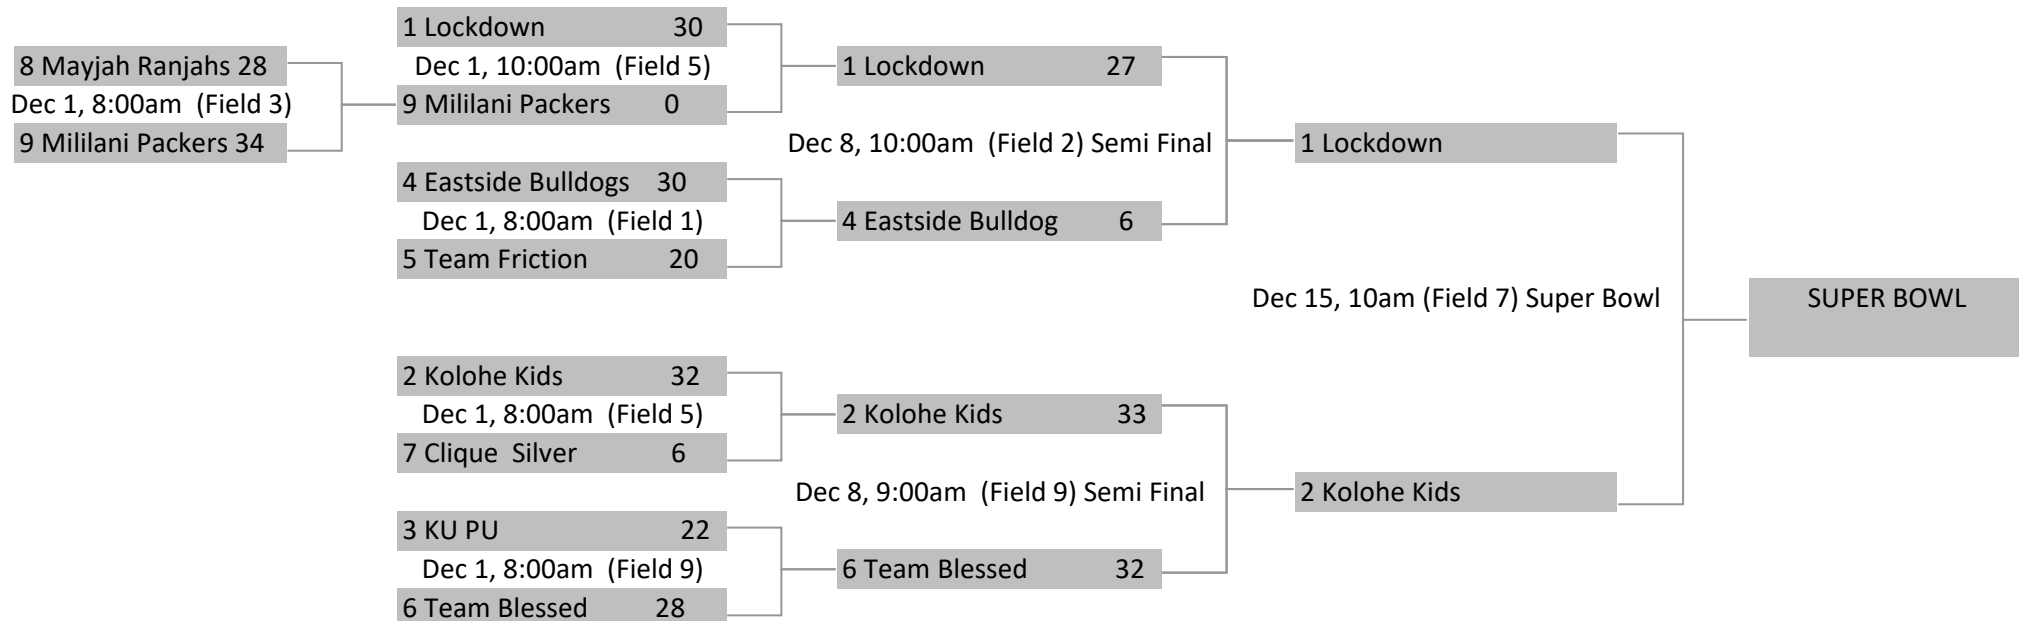 8 Mayjah Ranjahs 28
Dec 1, 8:00am (Field 3)
9 Mililani Packers 34
1 Lockdown 30
Dec 1, 10:00am (Field 5)
9 Mililani Packers 0
4 Eastside Bulldogs 30
Dec 1, 8:00am (Field 1)
5 Team Friction 20
2 Kolohe Kids 32
Dec 1, 8:00am (Field 5)
7 Clique Silver 6
3 KU PU 22
Dec 1, 8:00am (Field 9)
6 Team Blessed 28
1 Lockdown 27
Dec 8, 10:00am (Field 2) Semi Final
4 Eastside Bulldog 6
2 Kolohe Kids 33
Dec 8, 9:00am (Field 9) Semi Final
6 Team Blessed 32
1 Lockdown
Dec 15, 10am (Field 7) Super Bowl
2 Kolohe Kids
SUPER BOWL